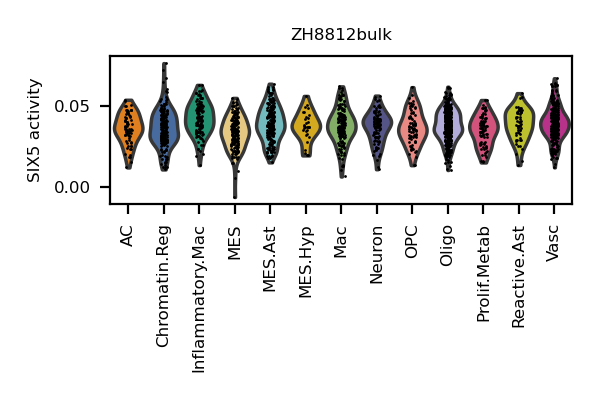 ZH8812bulk
SIX5 activity
0.05
0.00
AC
Chromatin.Reg
Inflammatory.Mac
MES
MES.Ast
MES.Hyp
Mac
Neuron
OPC
Oligo
Prolif.Metab
Reactive.Ast
Vasc